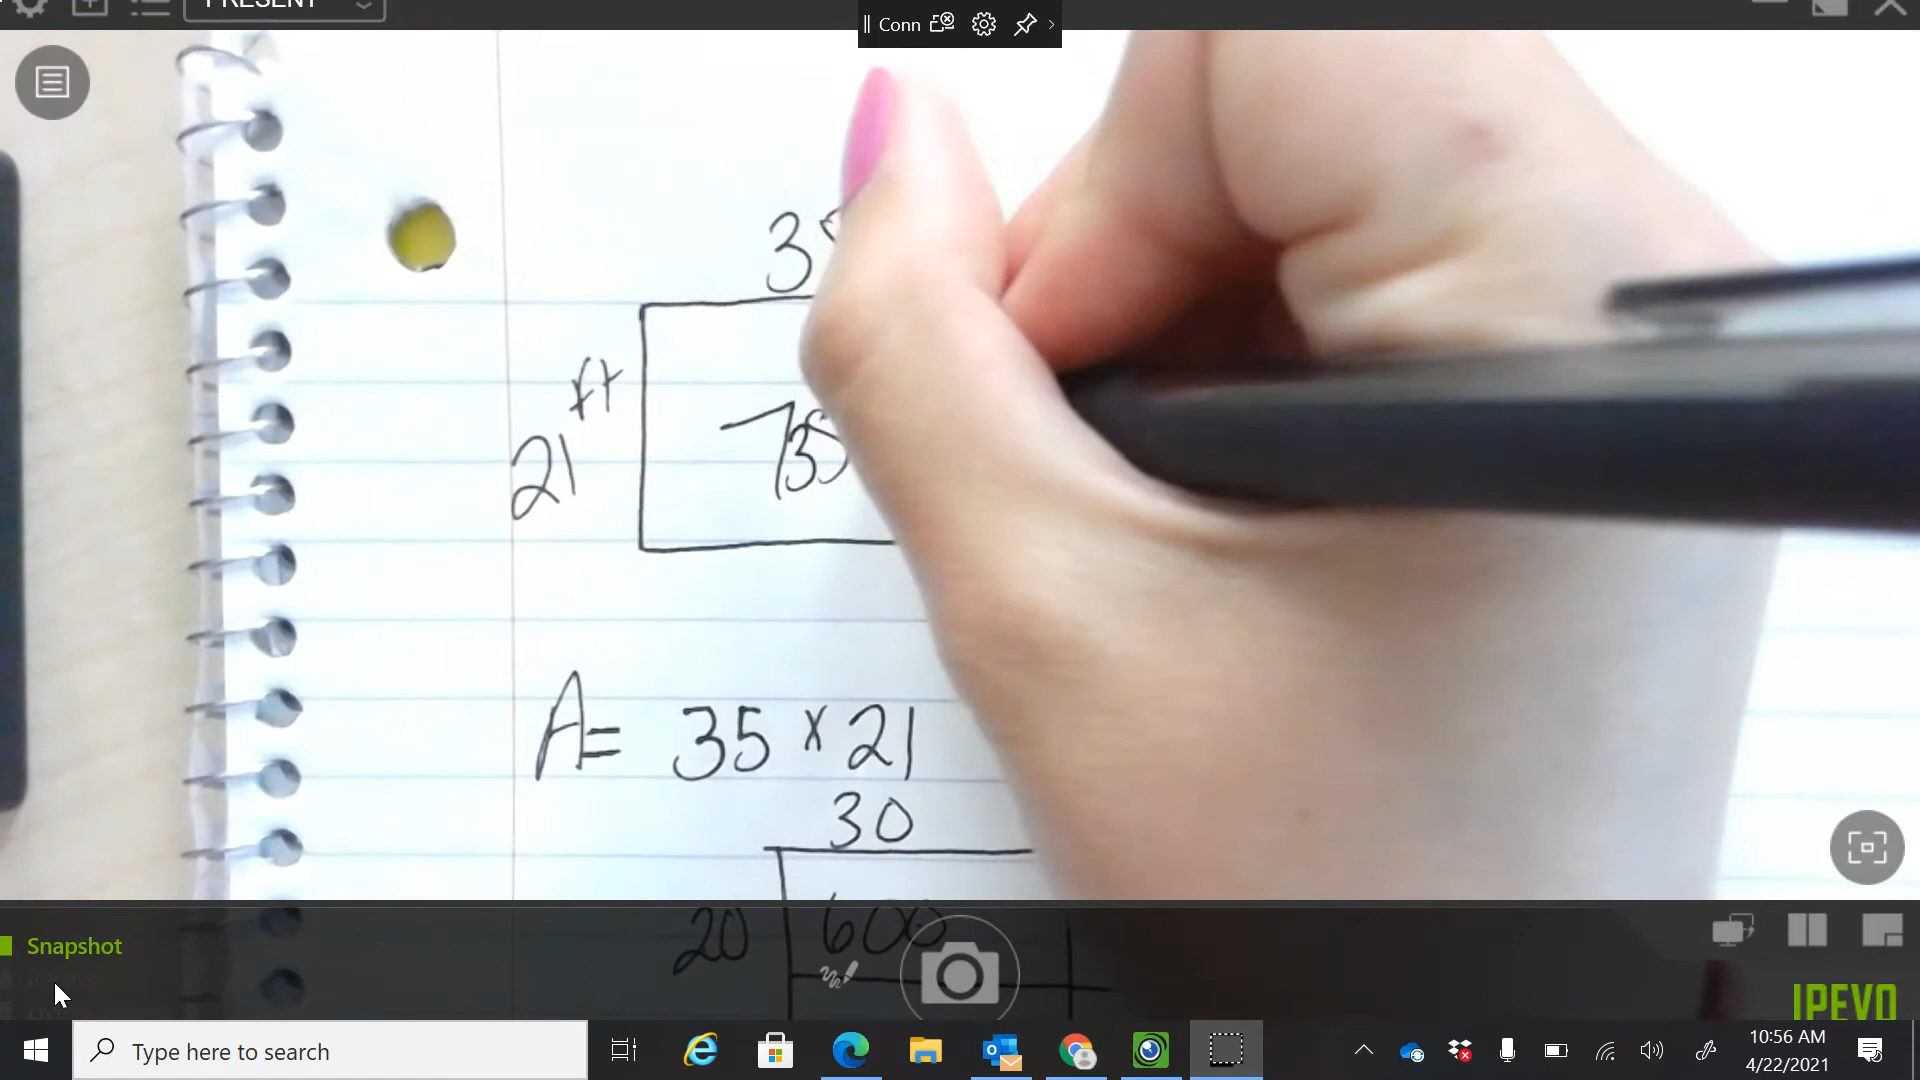 PRESENT
Conn
35
ft
21
735
A= 35 x 21
30
20 600
Snapshot
IPEVO
Type here to search
10:56 AM
4/22/2021